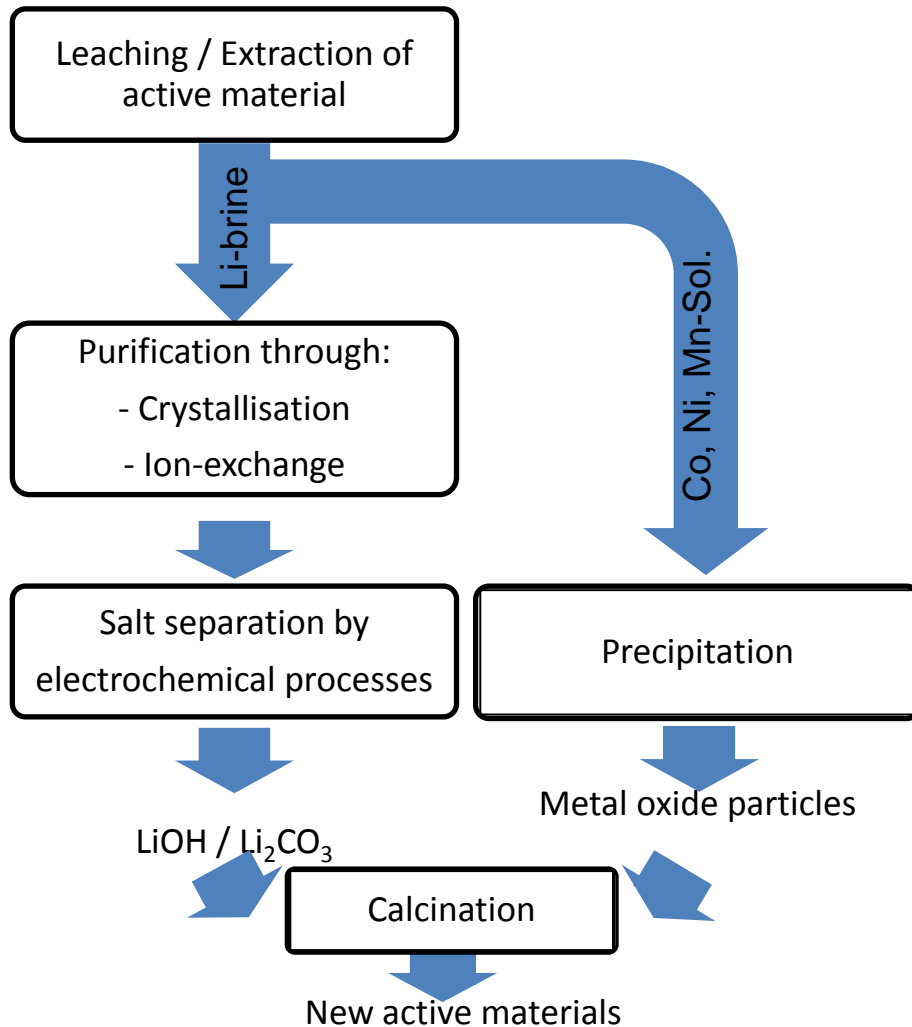 Leaching / Extraction of
active material
Li-brine
Co, Ni, Mn-Sol.
Purification through:
- Crystallisation
- Ion-exchange
Salt separation by
electrochemical processes
Precipitation
Metal oxide particles
LiOH / Li₂CO₃
Calcination
New active materials